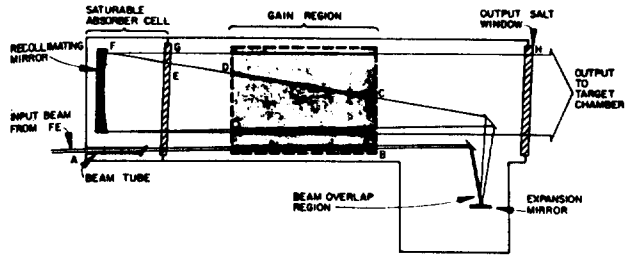 SATURABLE
ABSORBER CELL
GAIN REGION
OUTPUT SALT
WINDOW
RECOLLIMATING
MIRROR
F
G
E
D
C
H
OUTPUT
TO
TARGET
CHAMBER
INPUT BEAM
FROM FE
A
B
BEAM TUBE
BEAM OVERLAP
REGION
EXPANSION
MIRROR